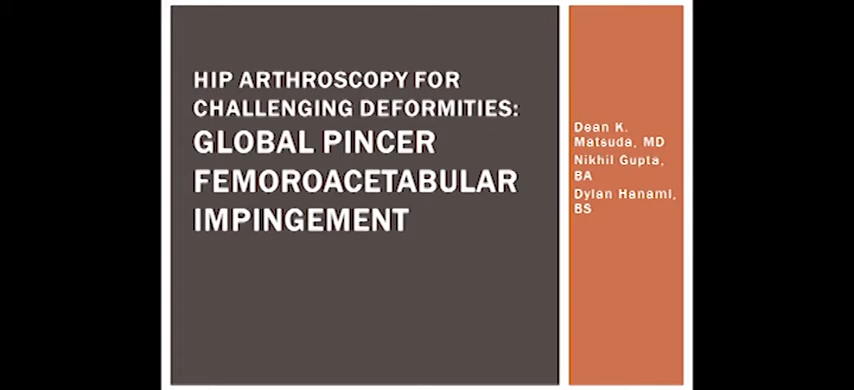 HIP ARTHROSCOPY FOR
CHALLENGING DEFORMITIES:
GLOBAL PINCER
FEMOROACETABULAR
IMPINGEMENT
Dean K.
Matsuda, MD
Nikhil Gupta,
BA
Dylan Hanami,
BS